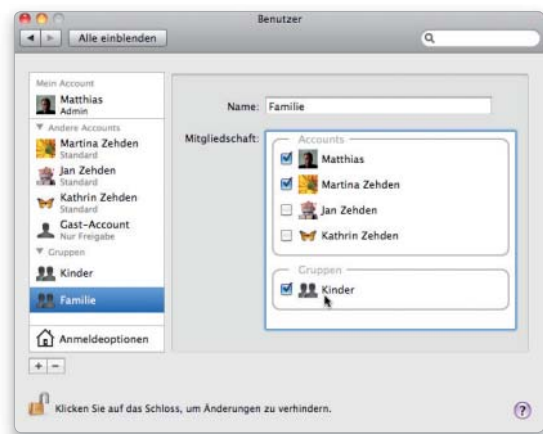 Benutzer
Alle einblenden
Mein Account
Matthias
Admin
Andere Accounts
Martina Zehden
Standard
Jan Zehden
Standard
Kathrin Zehden
Standard
Gast-Account
Nur Freigabe
Gruppen
Kinder
Familie
Anmeldeoptionen
Name: Familie
Mitgliedschaft:
Accounts
Matthias
Martina Zehden
Jan Zehden
Kathrin Zehden
Gruppen
Kinder
+ −
Klicken Sie auf das Schloss, um Änderungen zu verhindern.
?